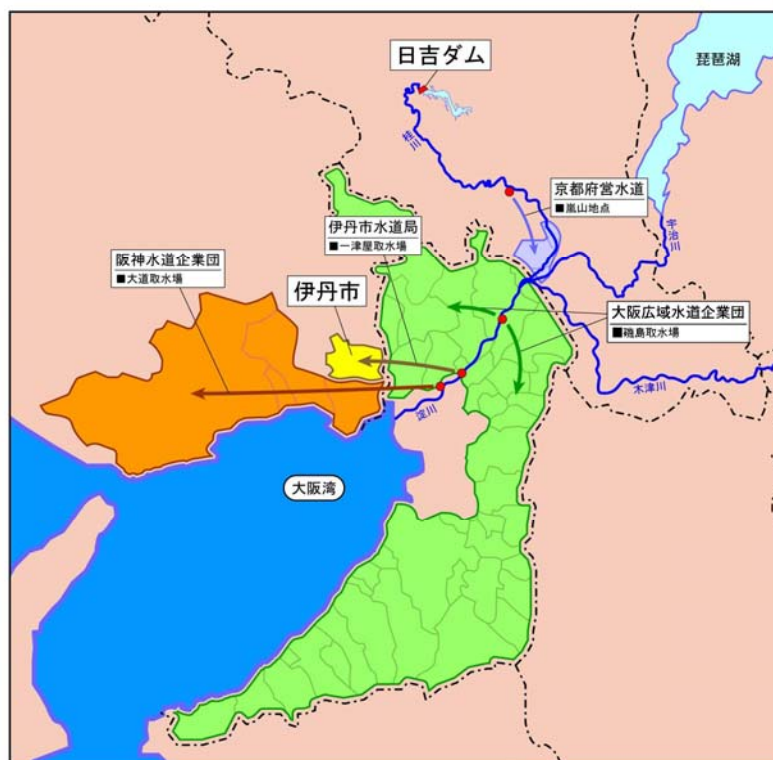 日吉ダム
琵琶湖
桂川
京都府営水道
■嵐山地点
宇治川
伊丹市水道局
■一津屋取水場
阪神水道企業団
■大道取水場
伊丹市
大阪広域水道企業団
■磯島取水場
木津川
淀川
大阪湾